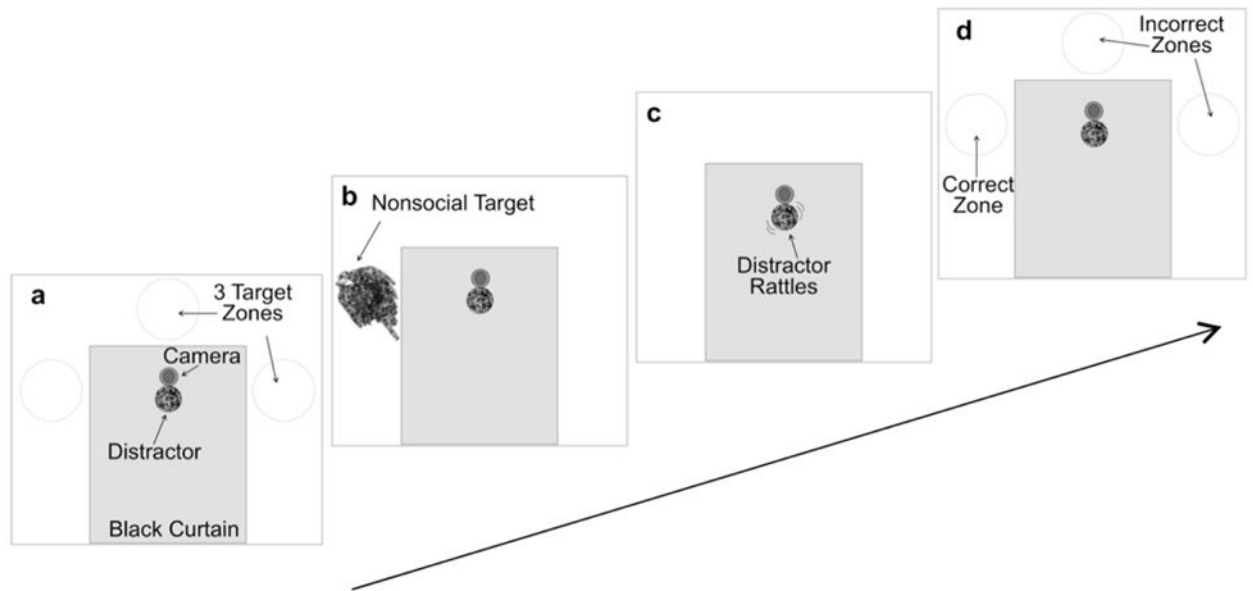 a
3 Target
Zones
Camera
Distractor
Black Curtain
b
Nonsocial Target
c
Distractor
Rattles
d
Incorrect
Zones
Correct
Zone